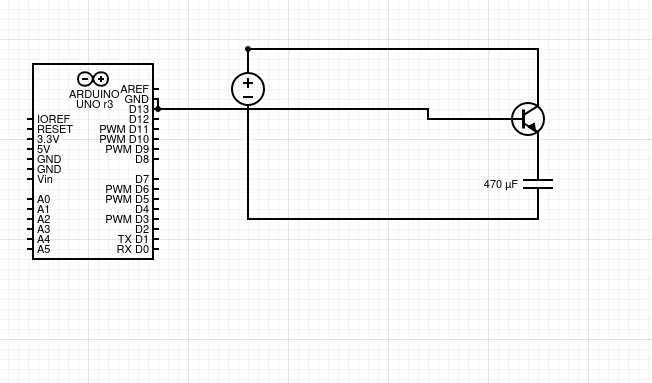 ARDUINO
UNO r3
AREF
GND
D13
IOREF D12
RESET PWM D11
3.3V PWM D10
5V PWM D9
GND D8
GND
Vin D7
PWM D6
A0 PWM D5
A1 D4
A2 PWM D3
A3 D2
A4 TX D1
A5 RX D0
470 µF